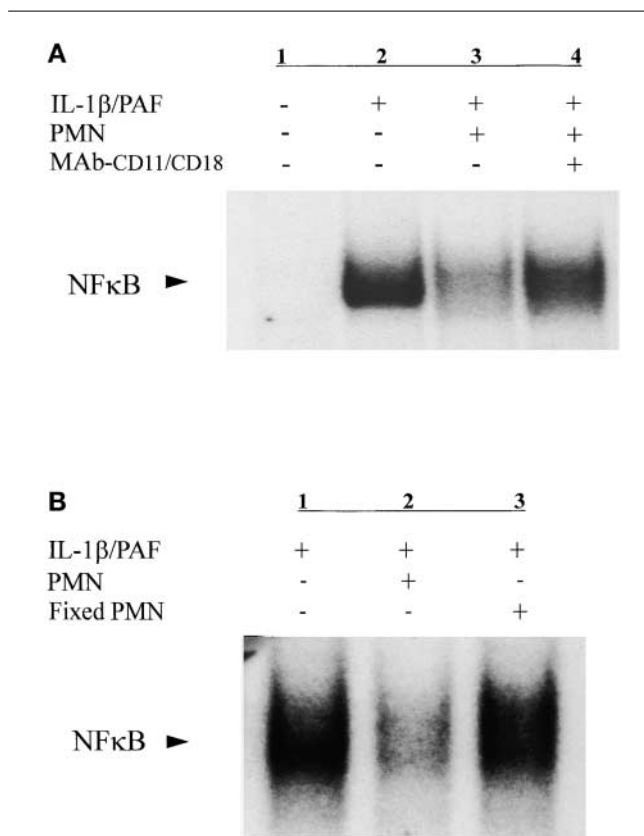 A
1 2 3 4
IL-1β/PAF - + + +
PMN - - + +
MAb-CD11/CD18 - - - +
NFκB ►
B
1 2 3
IL-1β/PAF + + +
PMN - + -
Fixed PMN - - +
NFκB ►